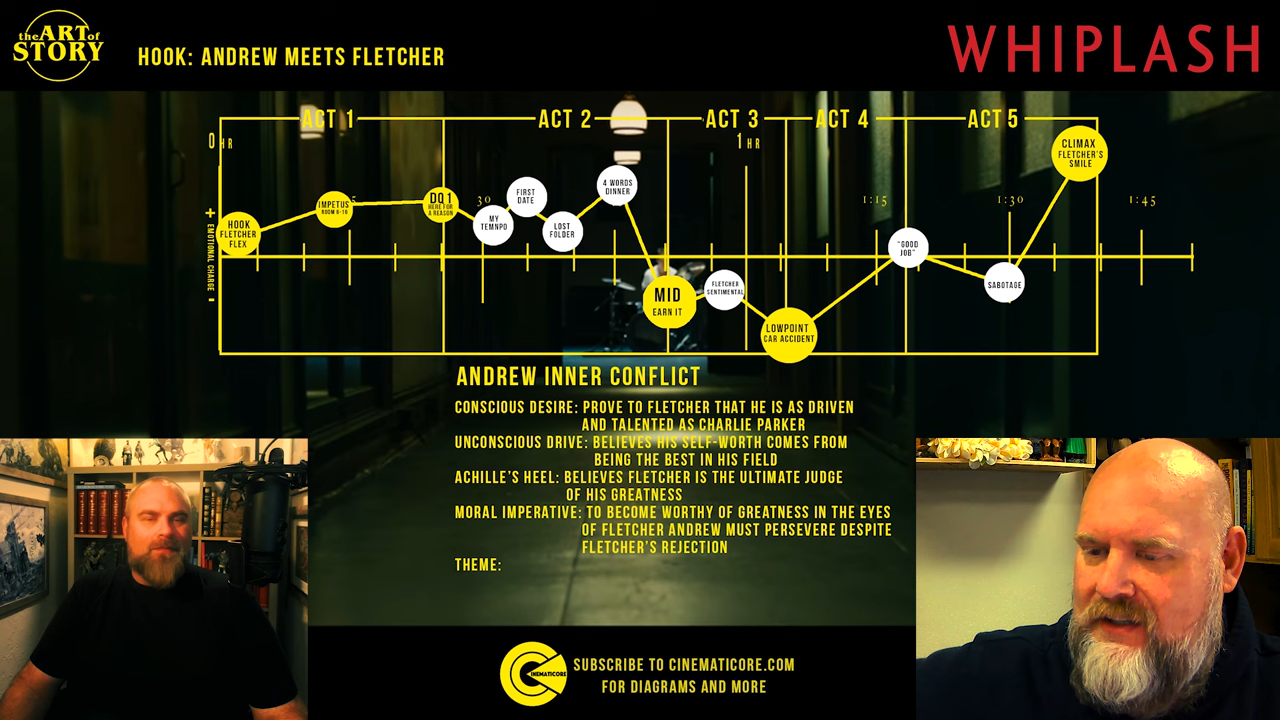 the ART of
STORY
HOOK: ANDREW MEETS FLETCHER
WHIPLASH
ACT 1
ACT 2
ACT 3
ACT 4
ACT 5
0 HR
1 HR
30
1:15
1:30
1:45
+ EMOTIONAL CHARGE -
HOOK
FLETCHER
FLEX
IMPETUS
ROOM B-16
DQ 1
HERE FOR
A REASON
MY
TEMNPO
FIRST
DATE
LOST
FOLDER
4 WORDS
DINNER
MID
EARN IT
FLETCHER
SENTIMENTAL
LOWPOINT
CAR ACCIDENT
"GOOD
JOB"
SABOTAGE
CLIMAX
FLETCHER'S
SMILE
ANDREW INNER CONFLICT
CONSCIOUS DESIRE: PROVE TO FLETCHER THAT HE IS AS DRIVEN
AND TALENTED AS CHARLIE PARKER
UNCONSCIOUS DRIVE: BELIEVES HIS SELF-WORTH COMES FROM
BEING THE BEST IN HIS FIELD
ACHILLE'S HEEL: BELIEVES FLETCHER IS THE ULTIMATE JUDGE
OF HIS GREATNESS
MORAL IMPERATIVE: TO BECOME WORTHY OF GREATNESS IN THE EYES
OF FLETCHER ANDREW MUST PERSEVERE DESPITE
FLETCHER'S REJECTION
THEME:
CINEMATICORE
SUBSCRIBE TO CINEMATICORE.COM
FOR DIAGRAMS AND MORE